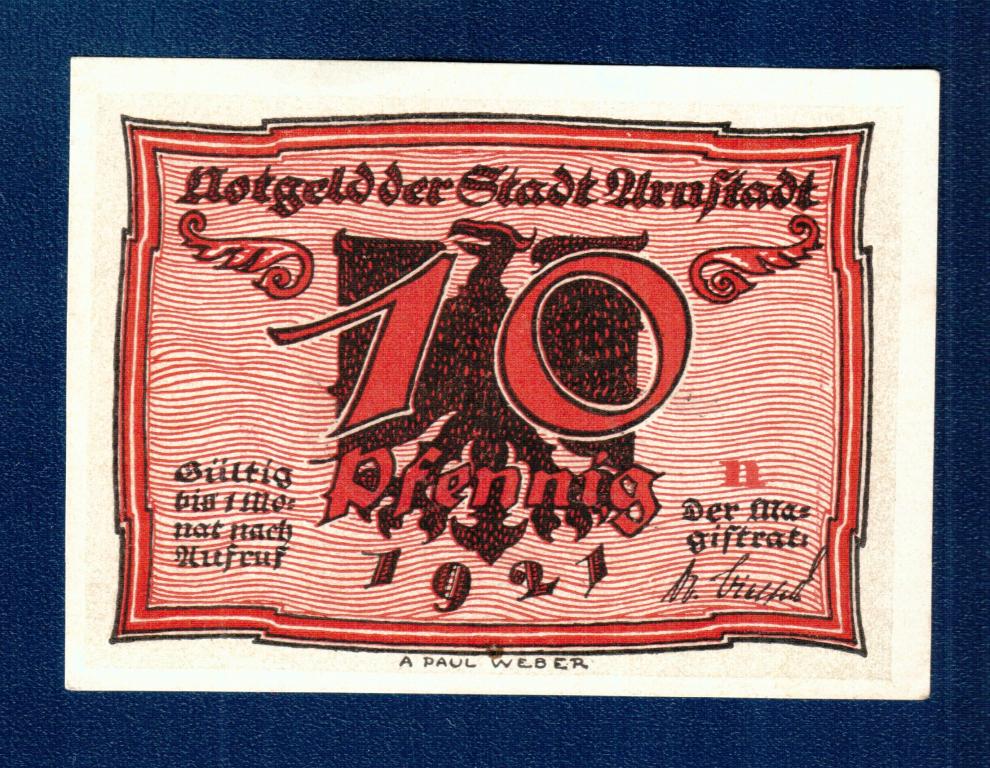 Notgeld der Stadt Arnstadt
10
Pfennig
1921
Gültig
bis 1 Mo=
nat nach
Aufruf
n
Der Ma=
gistrat:
A PAUL WEBER